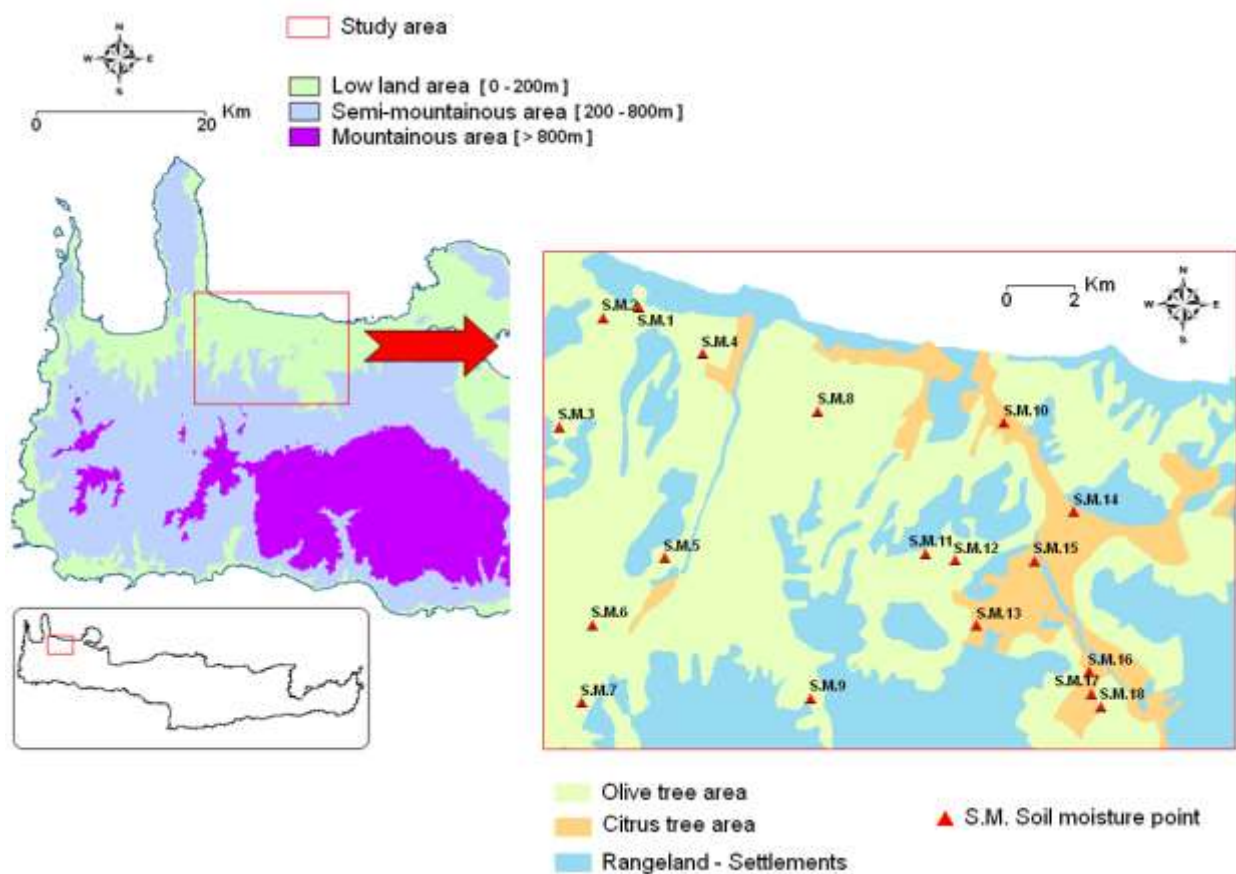 N
W E
S
Study area
Low land area [ 0 - 200m ]
Km
0 20
Semi-mountainous area [ 200 - 800m ]
Mountainous area [ > 800m ]
S.M.2
S.M.1
S.M.4
S.M.3
S.M.8
S.M.10
0 2 Km
N
W E
S
S.M.14
S.M.5
S.M.11
S.M.12
S.M.15
S.M.6
S.M.13
S.M.7
S.M.9
S.M.16
S.M.17
S.M.18
Olive tree area
Citrus tree area
Rangeland - Settlements
S.M. Soil moisture point